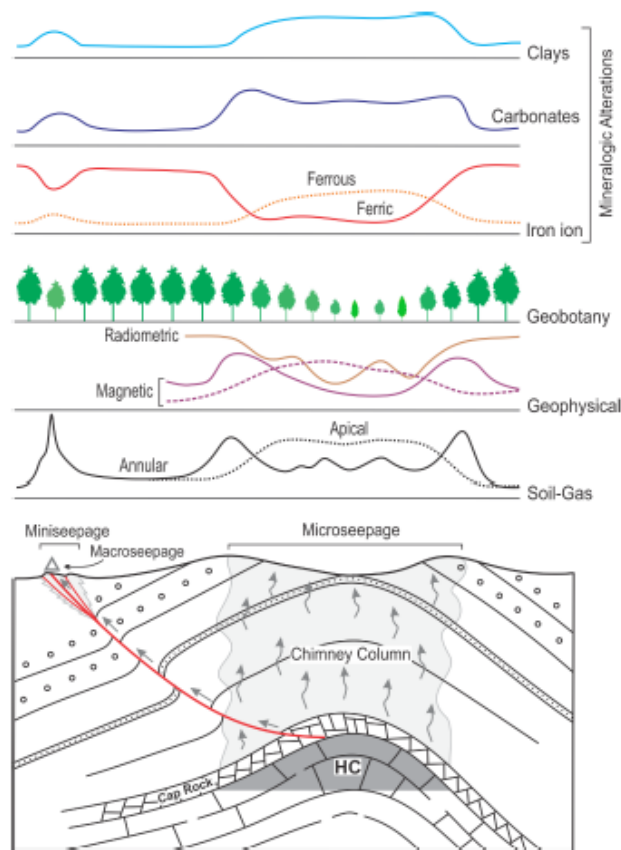 Clays
Carbonates
Mineralogic Alterations
Ferrous
Ferric
Iron ion
Geobotany
Radiometric
Magnetic
Geophysical
Apical
Annular
Soil-Gas
Miniseepage
Microseepage
Macroseepage
Chimney Column
HC
Cap Rock